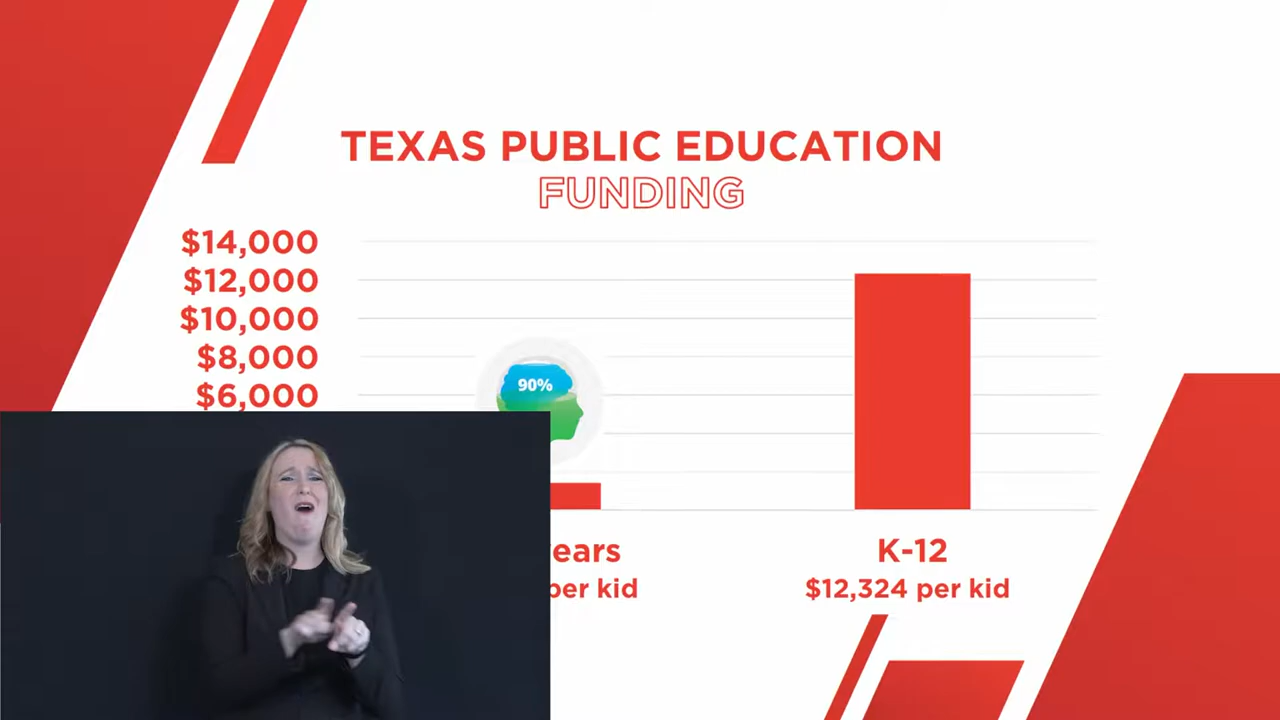 TEXAS PUBLIC EDUCATION
FUNDING
$14,000
$12,000
$10,000
$8,000
$6,000
90%
K-12
per kid
$12,324 per kid